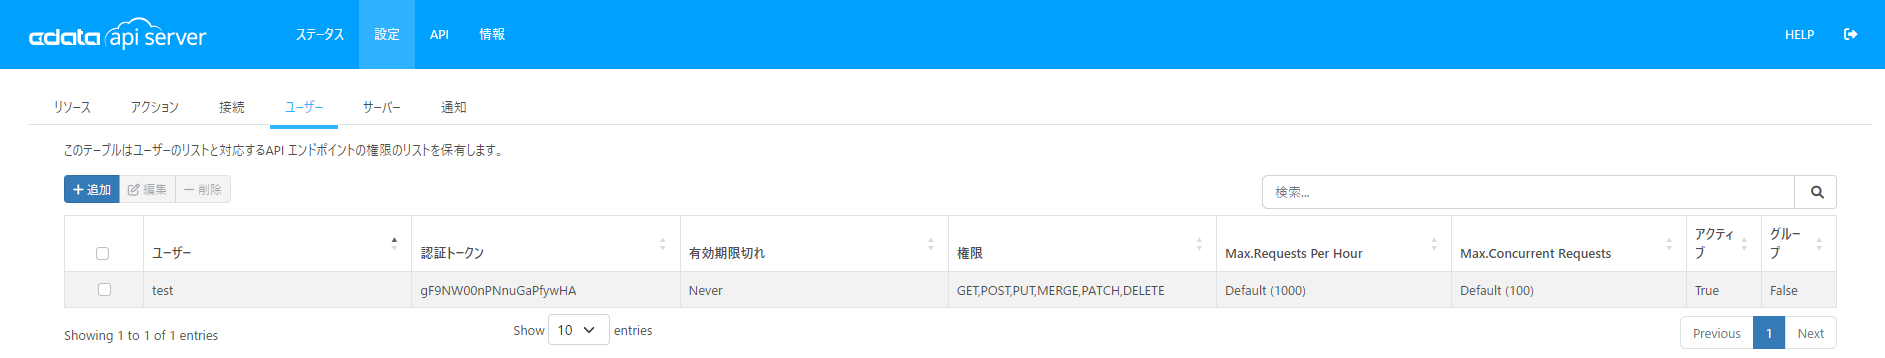 cdata api server ステータス 設定 API 情報 HELP
リソース アクション 接続 ユーザー サーバー 通知
このテーブルはユーザーのリストと対応するAPI エンドポイントの権限のリストを保有します。
追加 編集 削除 検索...
ユーザー 認証トークン 有効期限切れ 権限 Max.Requests Per Hour Max.Concurrent Requests アクティブ グループ
test gF9NW00nPNnuGaPfywHA Never GET,POST,PUT,MERGE,PATCH,DELETE Default (1000) Default (100) True False
Showing 1 to 1 of 1 entries Show 10 entries Previous 1 Next